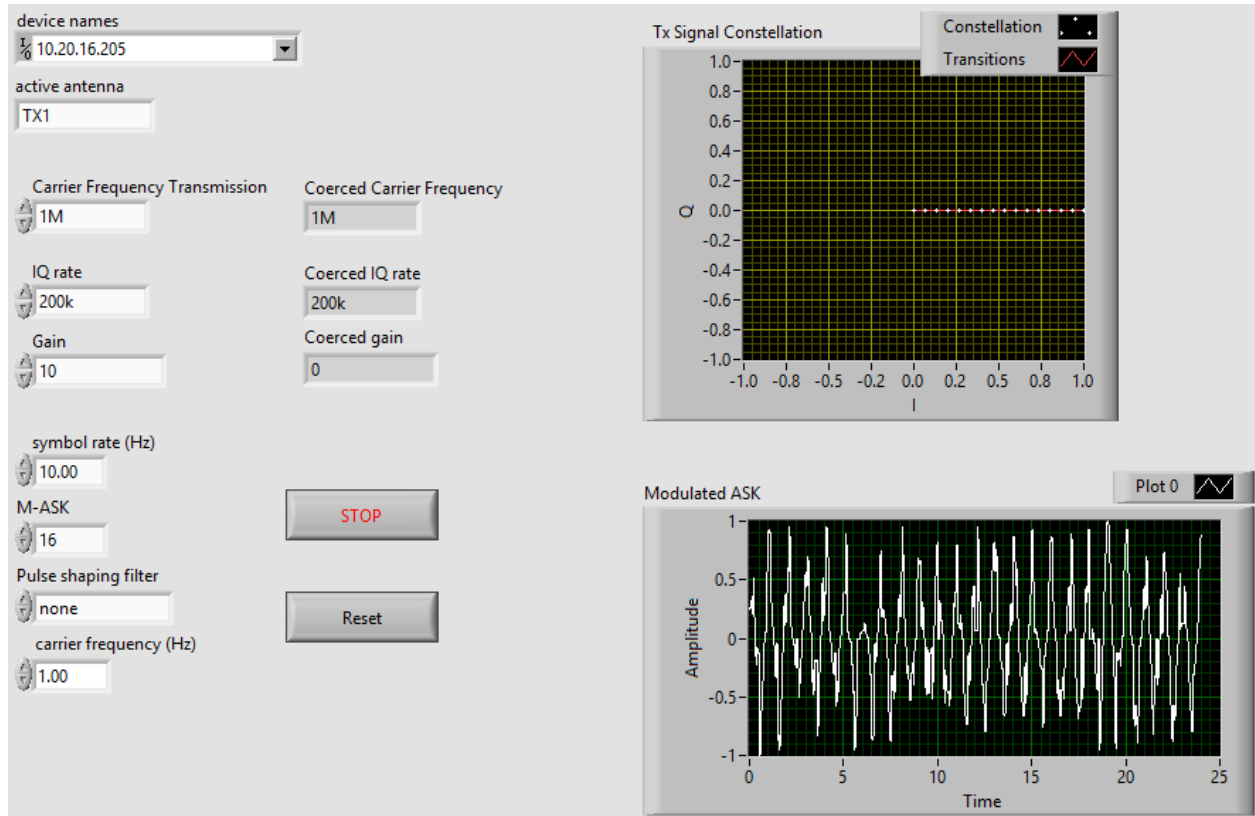 device names
I/0 10.20.16.205
active antenna
TX1
Carrier Frequency Transmission
1M
Coerced Carrier Frequency
1M
IQ rate
200k
Coerced IQ rate
200k
Gain
10
Coerced gain
0
symbol rate (Hz)
10.00
M-ASK
16
Pulse shaping filter
none
carrier frequency (Hz)
1.00
STOP
Reset
Tx Signal Constellation
Constellation
Transitions
1.0
0.8
0.6
0.4
0.2
0.0
-0.2
-0.4
-0.6
-0.8
-1.0
Q
-1.0 -0.8 -0.5 -0.2 0.0 0.2 0.5 0.8 1.0
I
Modulated ASK
Plot 0
1
0.5
0
-0.5
-1
Amplitude
0 5 10 15 20 25
Time